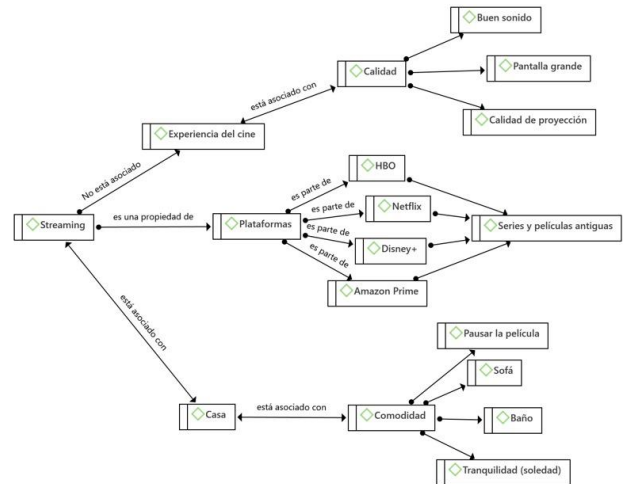 Buen sonido
Pantalla grande
Calidad
está asociado con
Calidad de proyección
Experiencia del cine
No está asociado
HBO
es parte de
Netflix
es parte de
Streaming
es una propiedad de
Plataformas
Series y películas antiguas
es parte de
Disney+
es parte de
Amazon Prime
está asociado con
Pausar la película
Sofá
Casa
está asociado con
Comodidad
Baño
Tranquilidad (soledad)